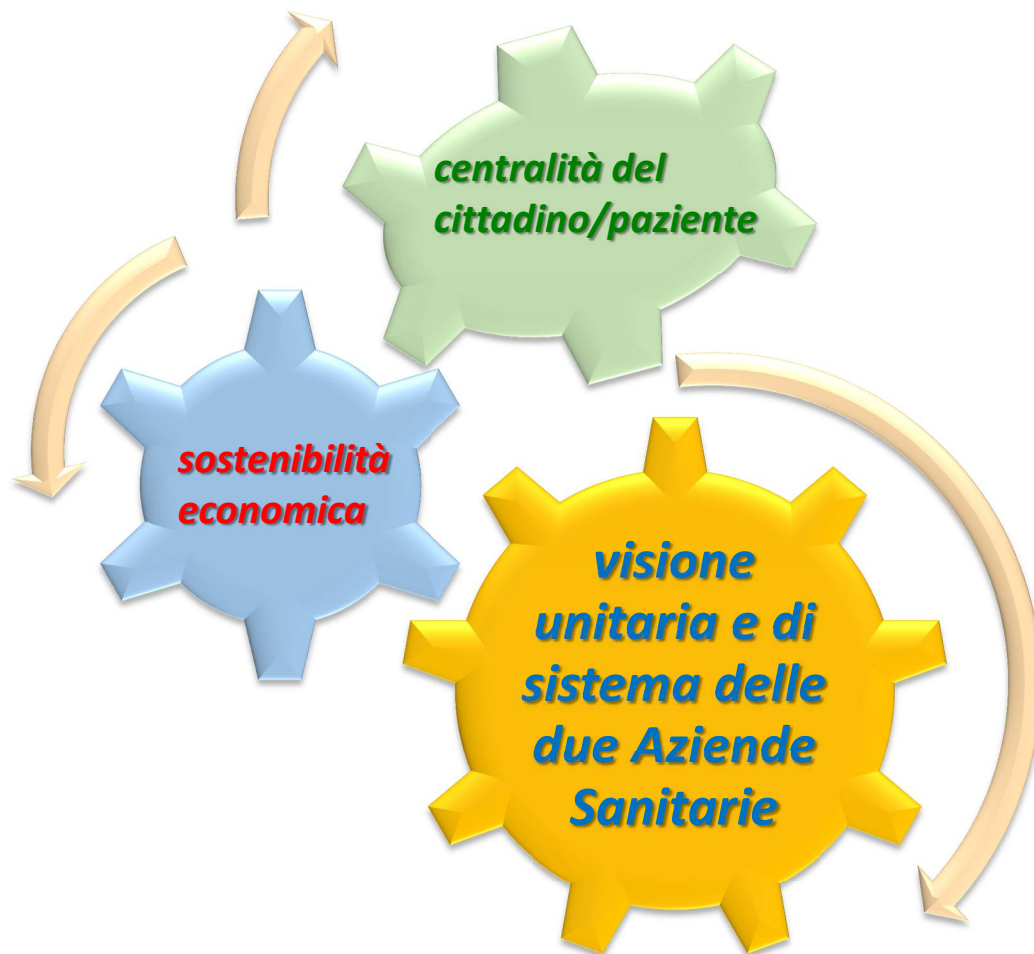 centralità del
cittadino/paziente
sostenibilità
economica
visione
unitaria e di
sistema delle
due Aziende
Sanitarie